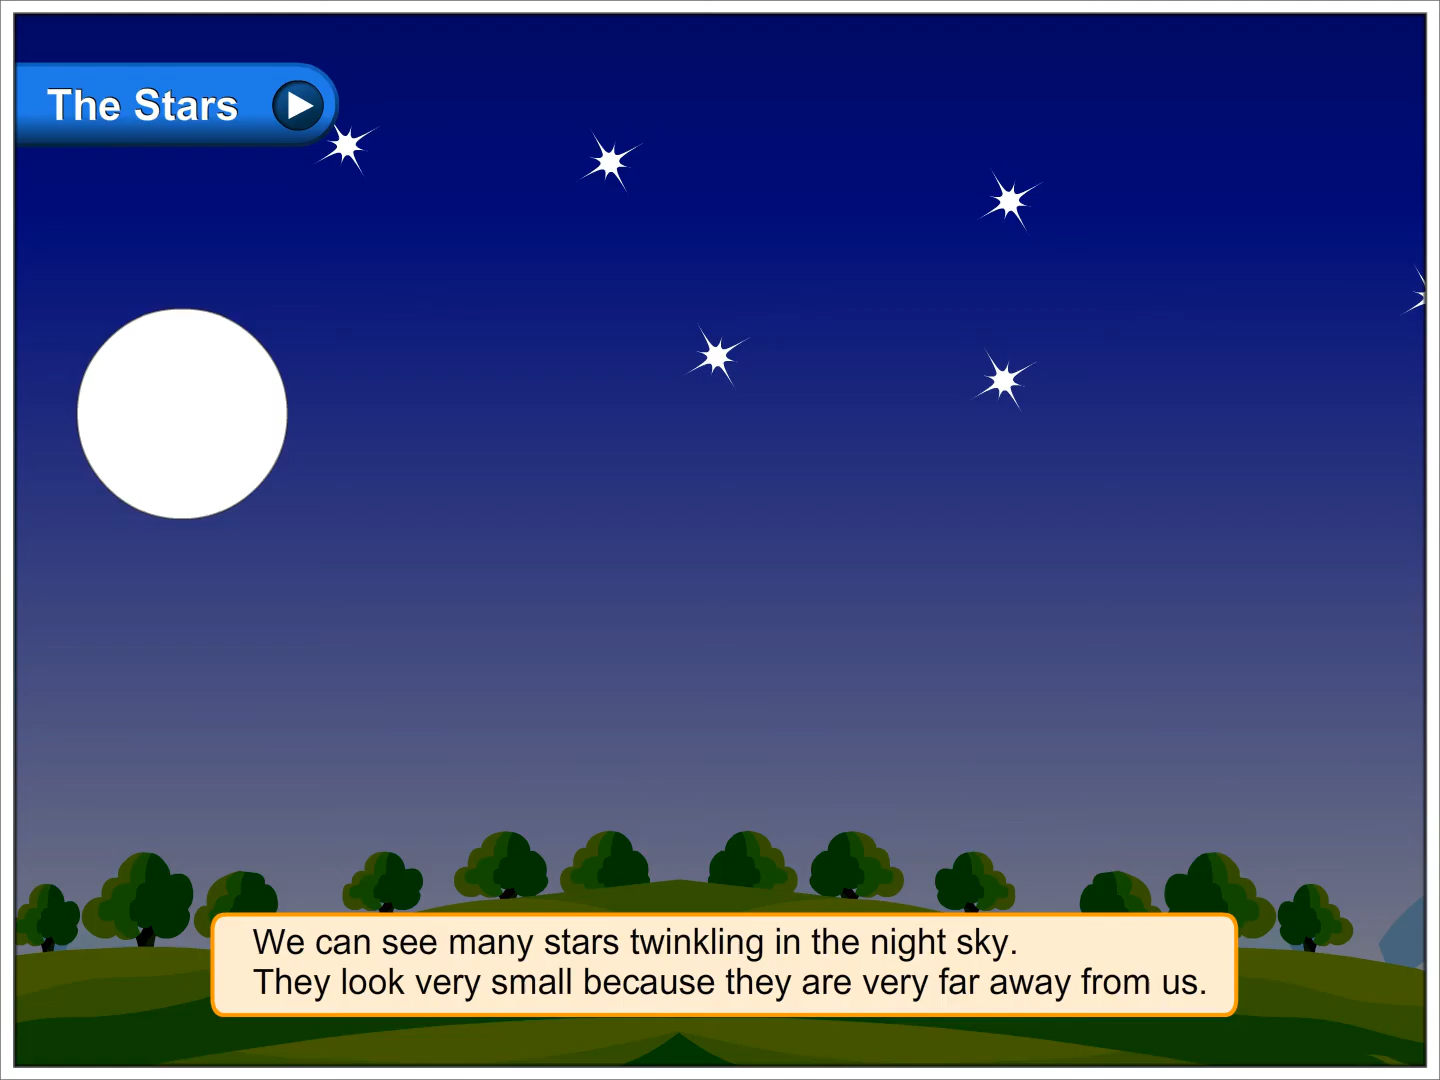 The Stars
We can see many stars twinkling in the night sky.
They look very small because they are very far away from us.